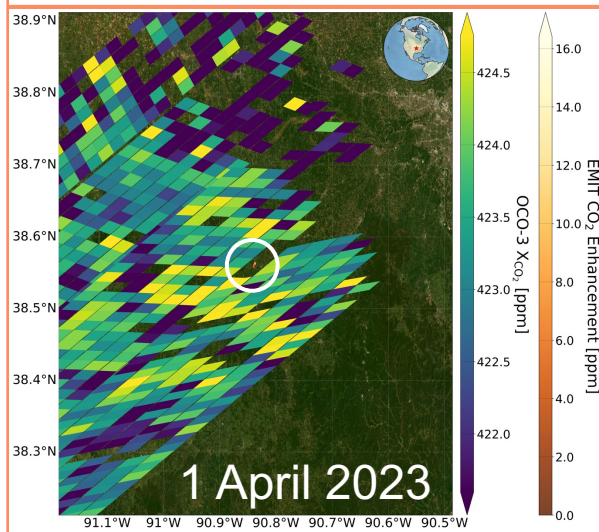 38.9°N
38.8°N
38.7°N
38.6°N
38.5°N
38.4°N
38.3°N
91.1°W 91°W 90.9°W 90.8°W 90.7°W 90.6°W 90.5°W
1 April 2023
424.5
424.0
423.5
423.0
422.5
422.0
OCO-3 XCO₂ [ppm]
16.0
14.0
12.0
10.0
8.0
6.0
4.0
2.0
0.0
EMIT CO₂ Enhancement [ppm]